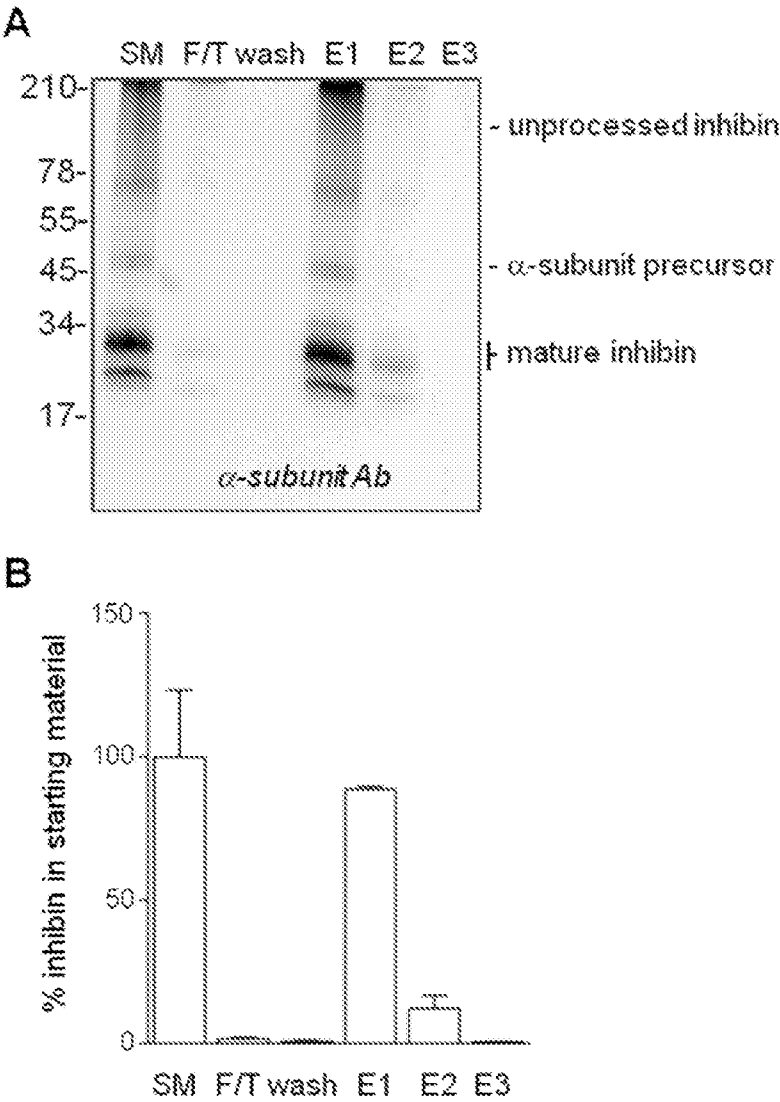 A
SM F/T wash E1 E2 E3
210-
78-
55-
45-
34-
17-
- unprocessed inhibin
- α-subunit precursor
mature inhibin
α-subunit Ab
B
% inhibin in starting material
150
100
50
0
SM F/T wash E1 E2 E3